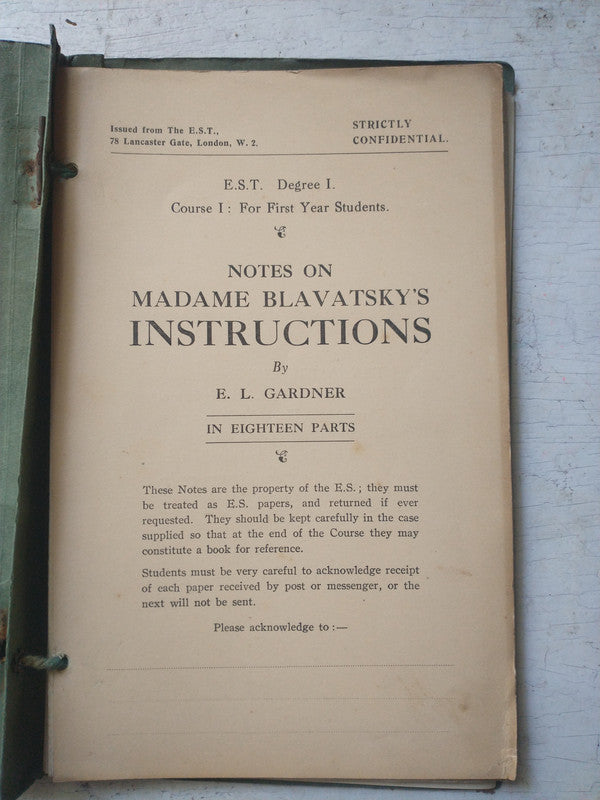 Issued from The E.S.T.,
78 Lancaster Gate, London, W. 2.
STRICTLY
CONFIDENTIAL.
E.S.T. Degree I.
Course I : For First Year Students.
NOTES ON
MADAME BLAVATSKY'S
INSTRUCTIONS
By
E. L. GARDNER
IN EIGHTEEN PARTS
These Notes are the property of the E.S. ; they must
be treated as E.S. papers, and returned if ever
requested. They should be kept carefully in the case
supplied so that at the end of the Course they may
constitute a book for reference.
Students must be very careful to acknowledge receipt
of each paper received by post or messenger, or the
next will not be sent.
Please acknowledge to :—